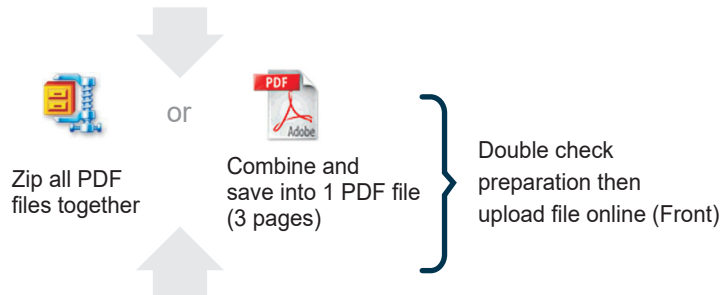 PDF
Adobe
or
Zip all PDF
files together
Combine and
save into 1 PDF file
(3 pages)
Double check
preparation then
upload file online (Front)